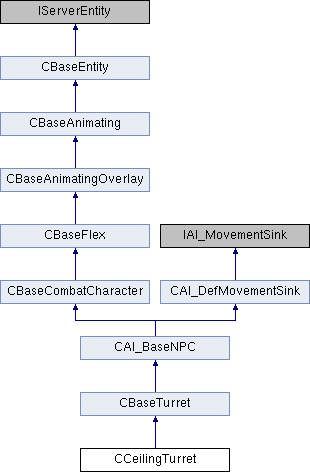 IServerEntity
CBaseEntity
CBaseAnimating
CBaseAnimatingOverlay
CBaseFlex
IAI_MovementSink
CBaseCombatCharacter
CAI_DefMovementSink
CAI_BaseNPC
CBaseTurret
CCeilingTurret